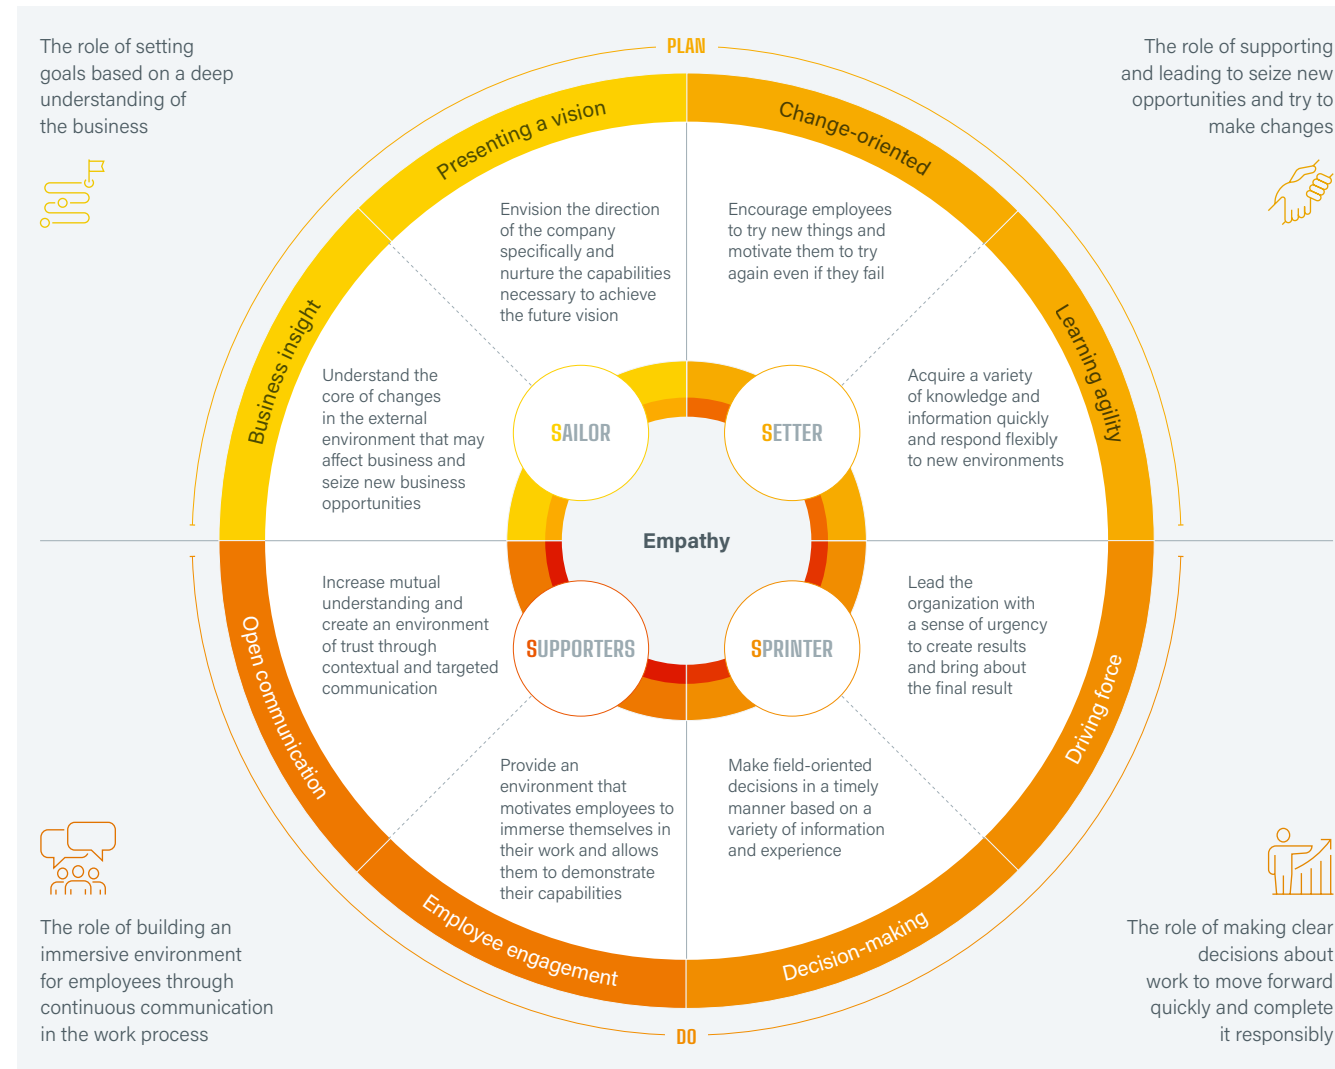 PLAN
The role of setting
goals based on a deep
understanding of
the business
The role of supporting
and leading to seize new
opportunities and try to
make changes
Presenting a vision
Change-oriented
Envision the direction
of the company
specifically and
nurture the capabilities
necessary to achieve
the future vision
Encourage employees
to try new things and
motivate them to try
again even if they fail
Business insight
Learning agility
Understand the
core of changes
in the external
environment that may
affect business and
seize new business
opportunities
Acquire a variety
of knowledge and
information quickly
and respond flexibly
to new environments
SAILOR
SETTER
Empathy
SUPPORTERS
SPRINTER
Increase mutual
understanding and
create an environment
of trust through
contextual and targeted
communication
Lead the
organization with
a sense of urgency
to create results
and bring about
the final result
Open communication
Driving force
Provide an
environment that
motivates employees to
immerse themselves in
their work and allows
them to demonstrate
their capabilities
Make field-oriented
decisions in a timely
manner based on a
variety of information
and experience
Employee engagement
Decision-making
The role of building an
immersive environment
for employees through
continuous communication
in the work process
The role of making clear
decisions about
work to move forward
quickly and complete
it responsibly
DO